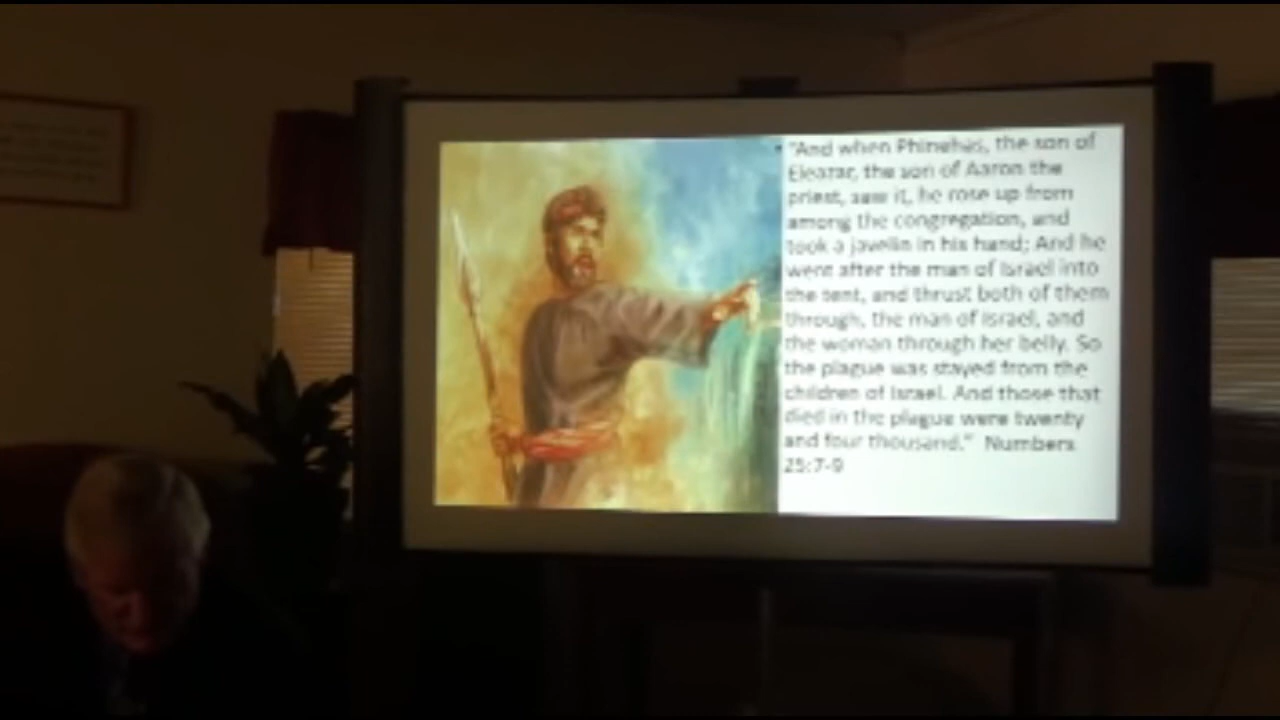 "And when Phinehas, the son of
Eleazar, the son of Aaron the
priest, saw it, he rose up from
among the congregation, and
took a javelin in his hand; And he
went after the man of Israel into
the tent, and thrust both of them
through, the man of Israel, and
the woman through her belly. So
the plague was stayed from the
children of Israel. And those that
died in the plague were twenty
and four thousand." Numbers
25:7-9